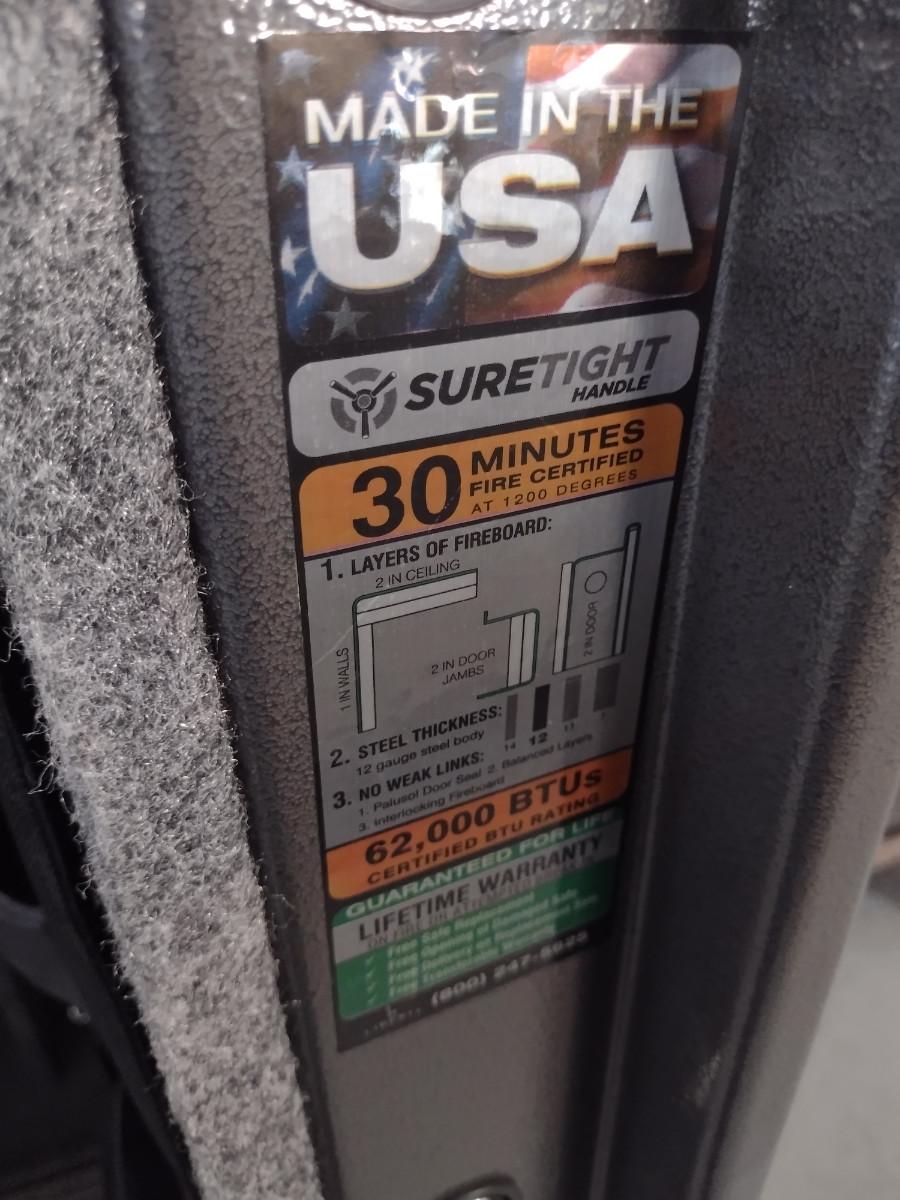 MADE IN THE
USA
SURETIGHT
HANDLE
30 MINUTES
FIRE CERTIFIED
AT 1200 DEGREES
1. LAYERS OF FIREBOARD:
2 IN CEILING
1 IN WALLS
2 IN DOOR
JAMBS
2 IN DOOR
2. STEEL THICKNESS:
12 gauge steel body
14 12 11
3. NO WEAK LINKS:
1. Palusol Door Seal 2. Balanced Layers
3. Interlocking Fireboard
62,000 BTUs
CERTIFIED BTU RATING
GUARANTEED FOR LIFE
LIFETIME WARRANTY
(800) 247-5625
LIBERTY